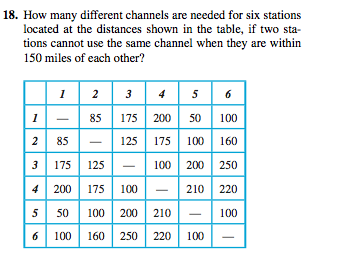 18. How many different channels are needed for six stations
located at the distances shown in the table, if two sta-
tions cannot use the same channel when they are within
150 miles of each other?
1 2 3 4 5 6
1 — 85 175 200 50 100
2 85 — 125 175 100 160
3 175 125 — 100 200 250
4 200 175 100 — 210 220
5 50 100 200 210 — 100
6 100 160 250 220 100 —